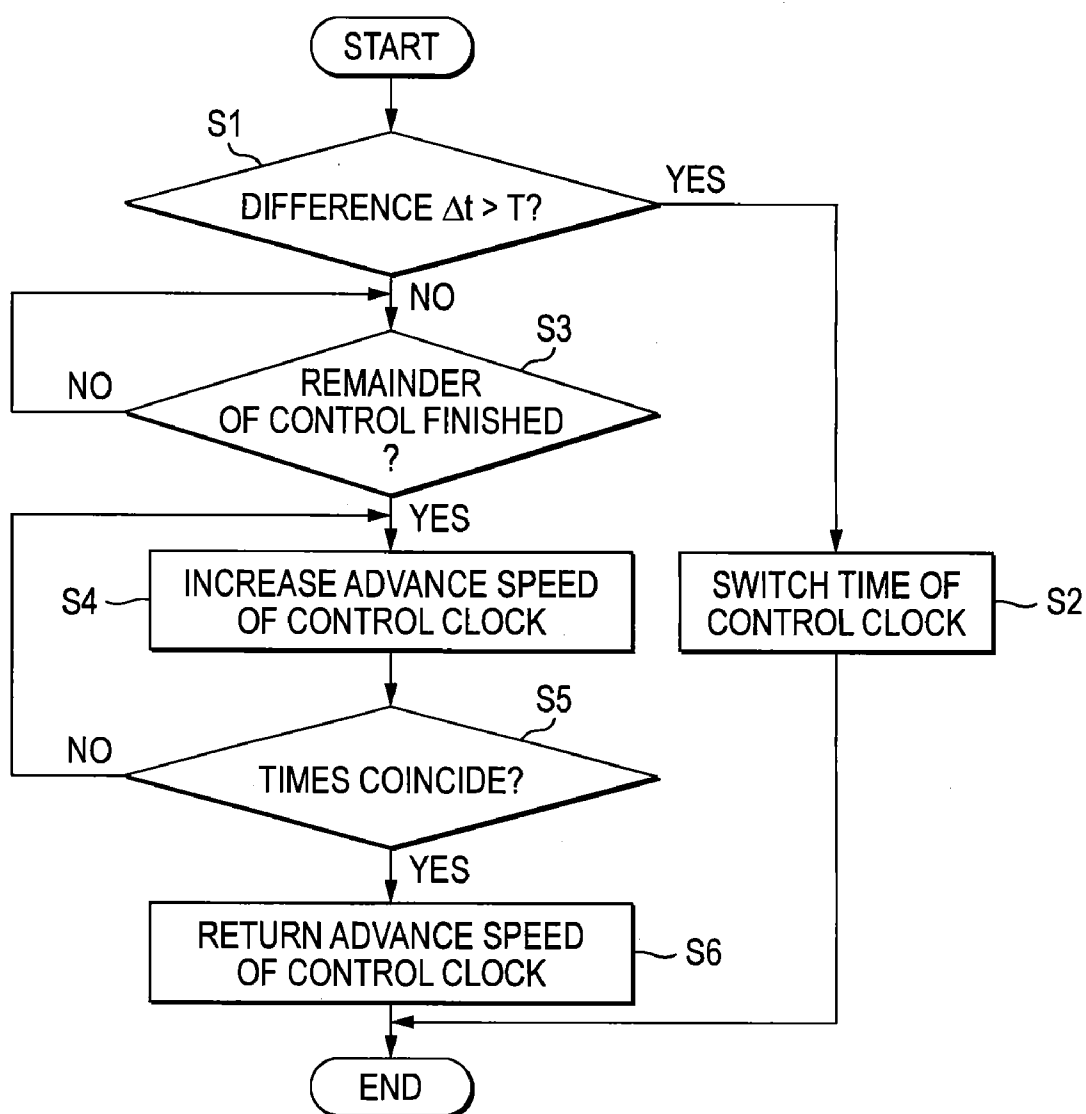 START
S1
DIFFERENCE Δt > T?
YES
NO
S3
NO
REMAINDER
OF CONTROL FINISHED
?
YES
S4
INCREASE ADVANCE SPEED
OF CONTROL CLOCK
SWITCH TIME OF
CONTROL CLOCK
S2
S5
NO
TIMES COINCIDE?
YES
RETURN ADVANCE SPEED
OF CONTROL CLOCK
S6
END